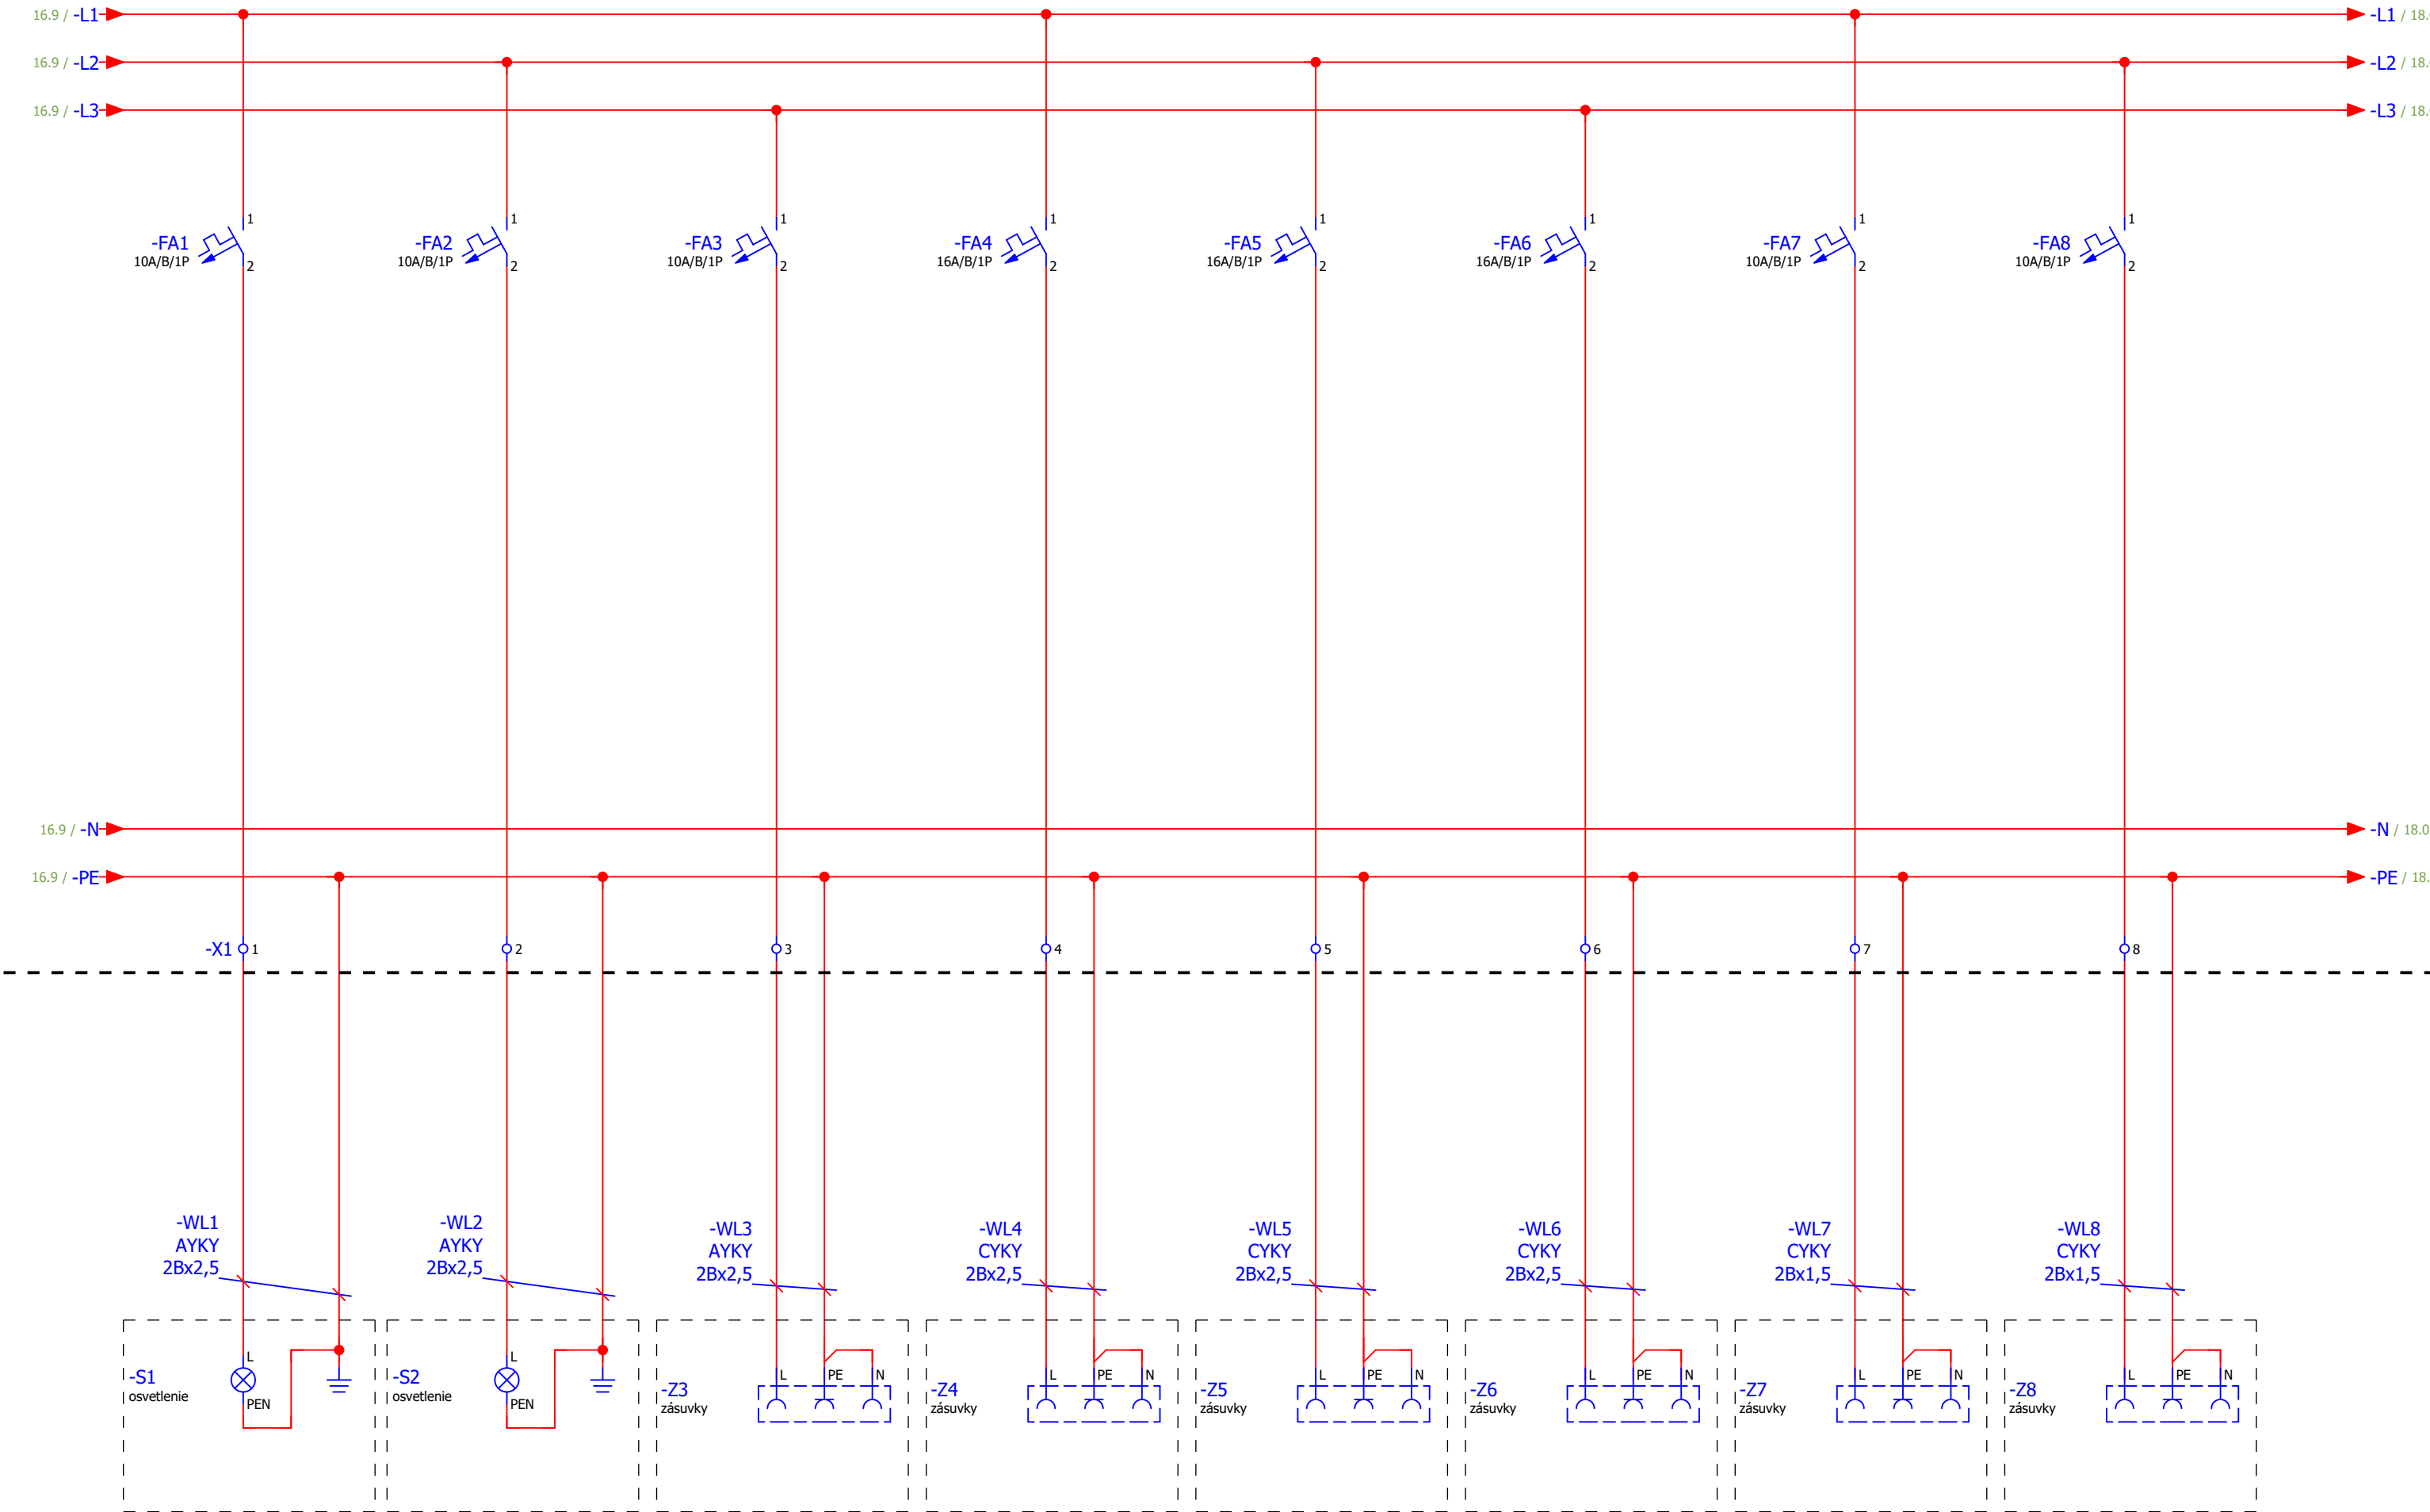 16.9 / -L1 -L1 / 18.
16.9 / -L2 -L2 / 18.
16.9 / -L3 -L3 / 18.
1 1 1 1 1 1 1 1
-FA1 -FA2 -FA3 -FA4 -FA5 -FA6 -FA7 -FA8
10A/B/1P 10A/B/1P 10A/B/1P 16A/B/1P 16A/B/1P 16A/B/1P 10A/B/1P 10A/B/1P
2 2 2 2 2 2 2 2
16.9 / -N -N / 18.0
16.9 / -PE -PE / 18.
-X1 1 2 3 4 5 6 7 8
-WL1 -WL2 -WL3 -WL4 -WL5 -WL6 -WL7 -WL8
AYKY AYKY AYKY CYKY CYKY CYKY CYKY CYKY
2Bx2,5 2Bx2,5 2Bx2,5 2Bx2,5 2Bx2,5 2Bx2,5 2Bx1,5 2Bx1,5
L L
L PE N L PE N L PE N L PE N L PE N L PE N
-S1 -S2 -Z3 -Z4 -Z5 -Z6 -Z7 -Z8
osvetlenie osvetlenie zásuvky zásuvky zásuvky zásuvky zásuvky zásuvky
PEN PEN